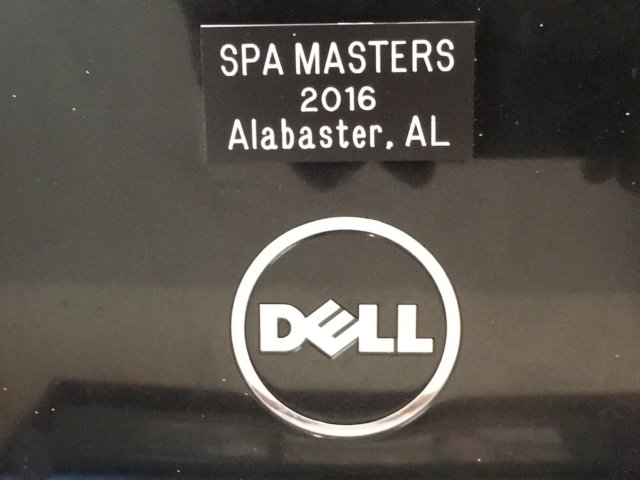 SPA MASTERS
2016
Alabaster, AL
DELL